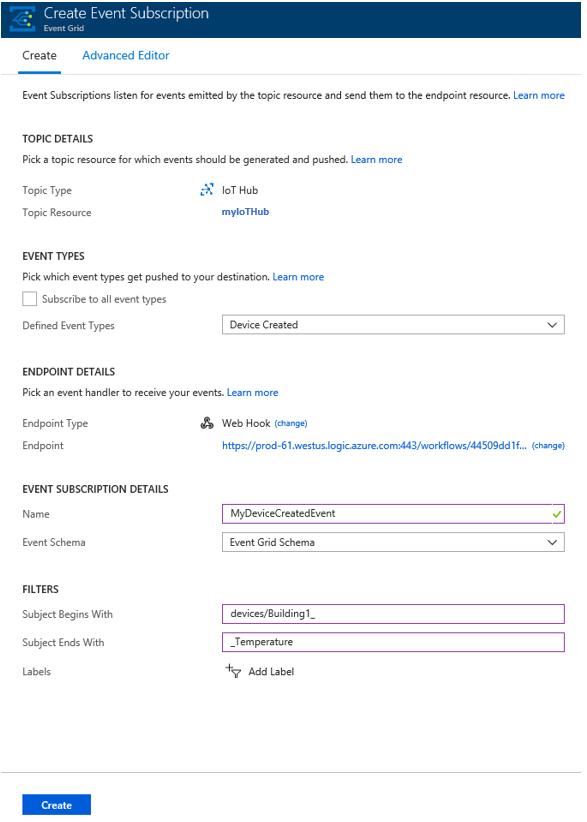 Create Event Subscription
Event Grid
Create Advanced Editor
Event Subscriptions listen for events emitted by the topic resource and send them to the endpoint resource. Learn more
TOPIC DETAILS
Pick a topic resource for which events should be generated and pushed. Learn more
Topic Type IoT Hub
Topic Resource myIoTHub
EVENT TYPES
Pick which event types get pushed to your destination. Learn more
Subscribe to all event types
Defined Event Types Device Created
ENDPOINT DETAILS
Pick an event handler to receive your events. Learn more
Endpoint Type Web Hook (change)
Endpoint https://prod-61.westus.logic.azure.com:443/workflows/44509dd1f... (change)
EVENT SUBSCRIPTION DETAILS
Name MyDeviceCreatedEvent
Event Schema Event Grid Schema
FILTERS
Subject Begins With devices/Building1_
Subject Ends With _Temperature
Labels Add Label
Create